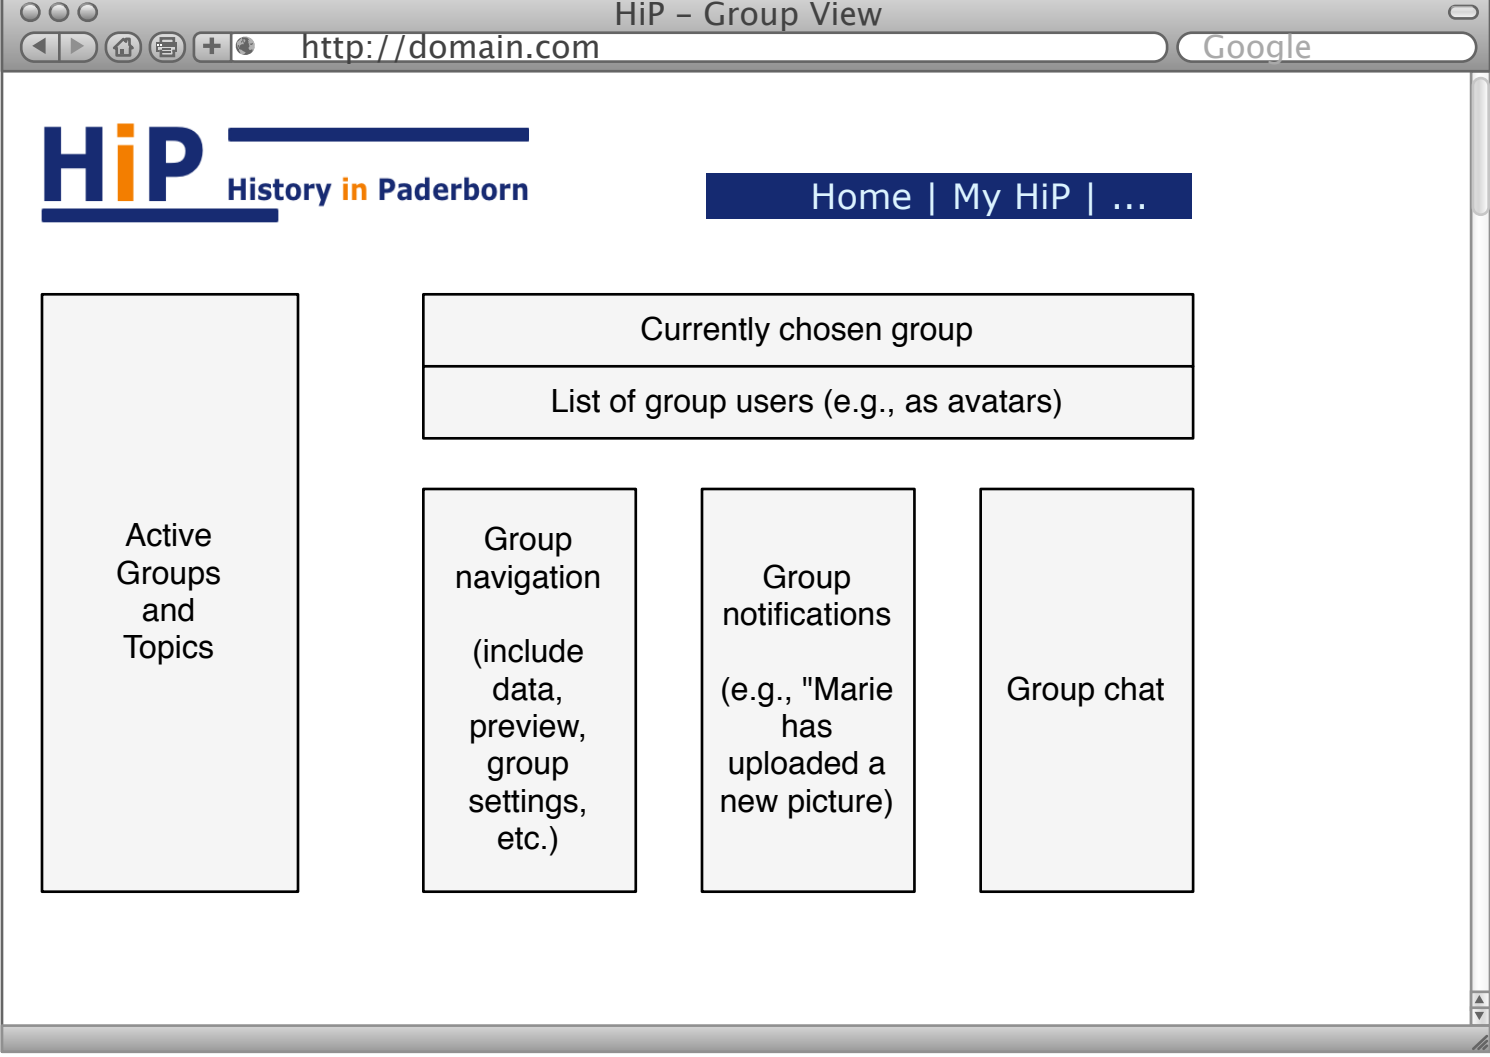 HiP – Group View
http://domain.com
Google
HiP
History in Paderborn
Home | My HiP | ...
Active
Groups
and
Topics
Currently chosen group
List of group users (e.g., as avatars)
Group
navigation
(include
data,
preview,
group
settings,
etc.)
Group
notifications
(e.g., "Marie
has
uploaded a
new picture)
Group chat